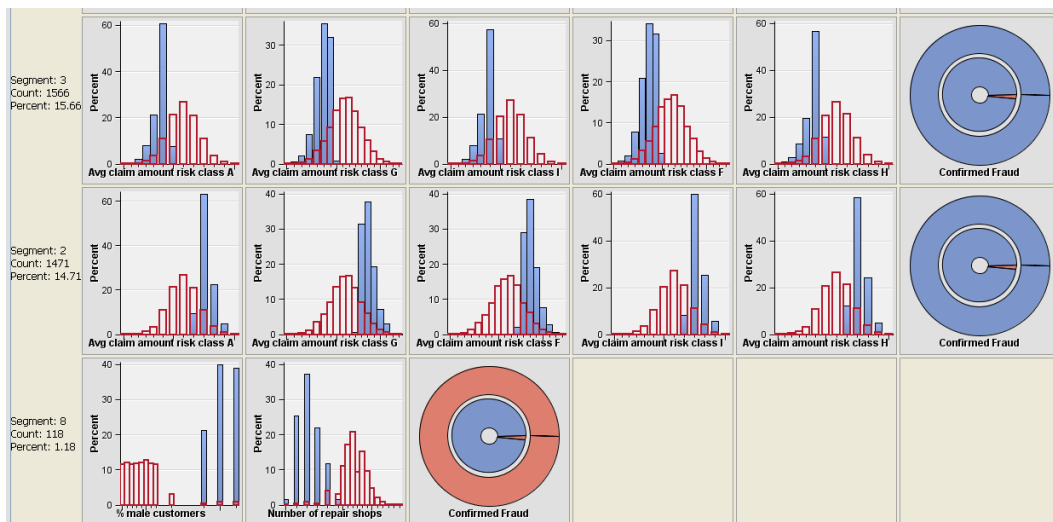 60
40
20
0
Percent
Avg claim amount risk class A
30
20
10
0
Percent
Avg claim amount risk class G
60
40
20
0
Percent
Avg claim amount risk class I
30
20
10
0
Percent
Avg claim amount risk class F
60
40
20
0
Percent
Avg claim amount risk class H
Confirmed Fraud
Segment: 3
Count: 1566
Percent: 15.66
60
40
20
0
Percent
Avg claim amount risk class A
40
30
20
10
0
Percent
Avg claim amount risk class G
40
30
20
10
0
Percent
Avg claim amount risk class F
60
40
20
0
Percent
Avg claim amount risk class I
60
40
20
0
Percent
Avg claim amount risk class H
Confirmed Fraud
Segment: 2
Count: 1471
Percent: 14.71
40
30
20
10
0
Percent
% male customers
40
30
20
10
0
Percent
Number of repair shops
Confirmed Fraud
Segment: 8
Count: 118
Percent: 1.18